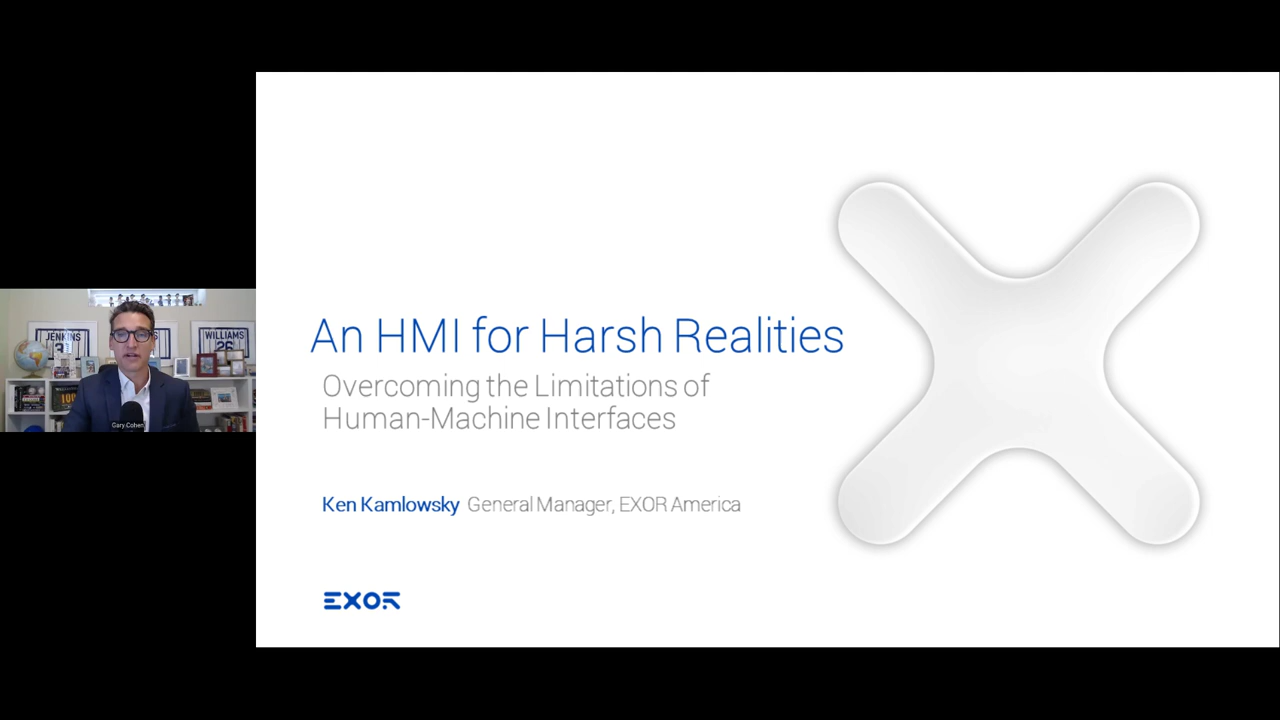 An HMI for Harsh Realities
Overcoming the Limitations of
Human-Machine Interfaces
Ken Kamlowsky General Manager, EXOR America
EXOR
JENKINS
WILLIAMS
26
Gary Cohen